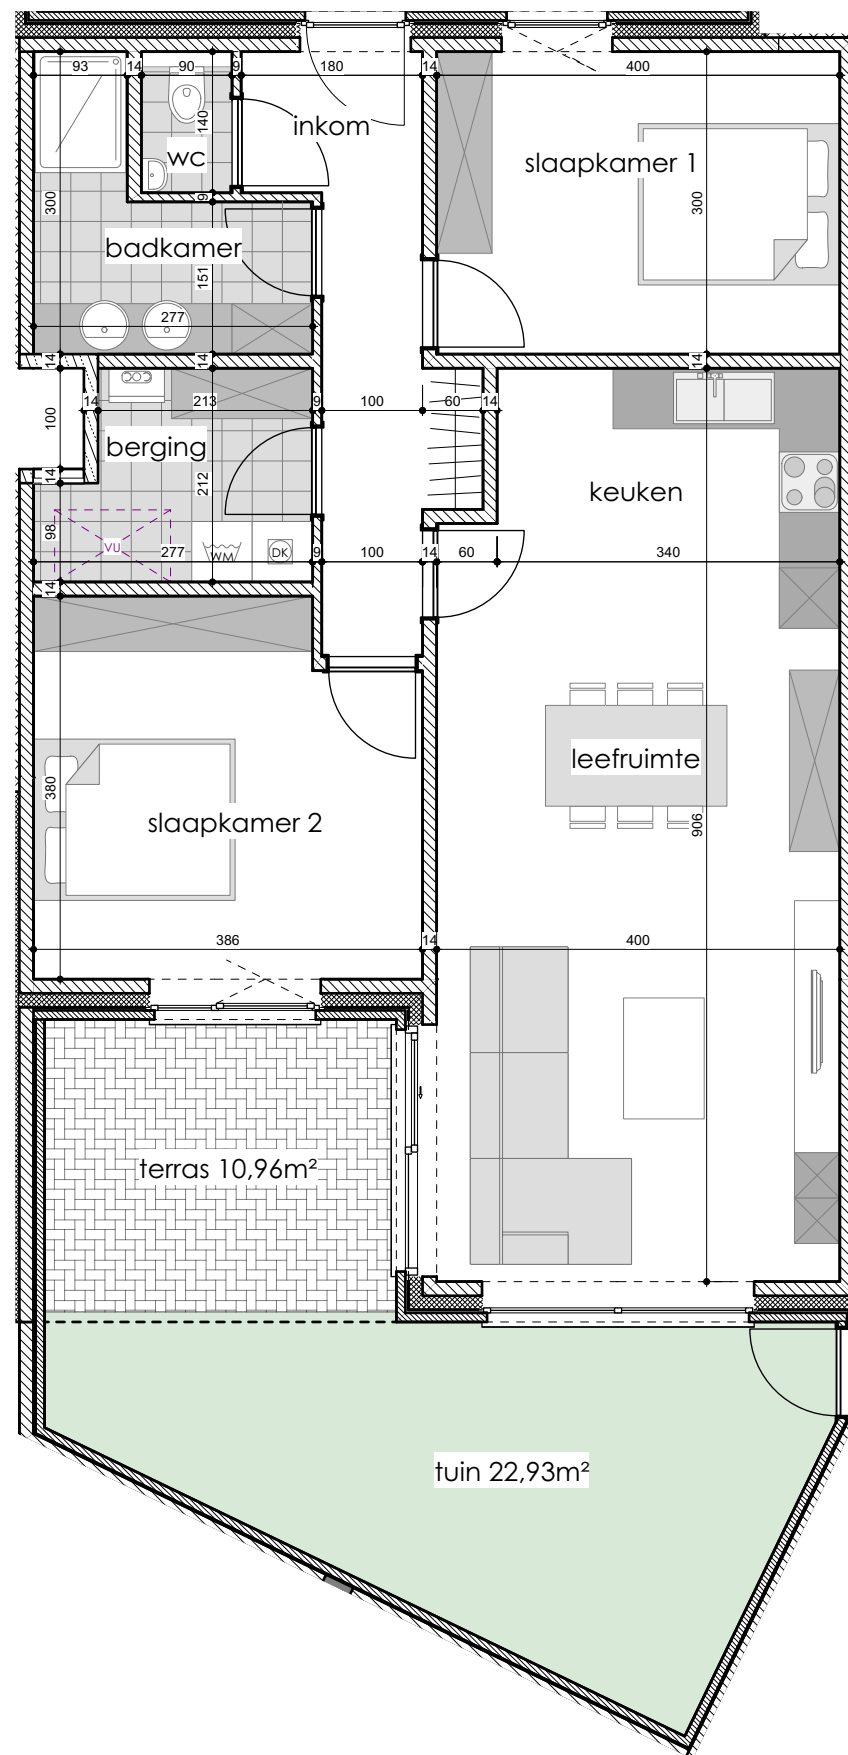 93
14
90
9
180
14
400
140
inkom
wc
slaapkamer 1
300
9
300
badkamer
151
277
14
14
14
14
213
9
100
60
14
100
berging
212
keuken
14
98
VU
277
WM
DK
9
100
14
60
340
14
leefruimte
380
slaapkamer 2
906
386
14
400
terras 10,96m²
tuin 22,93m²